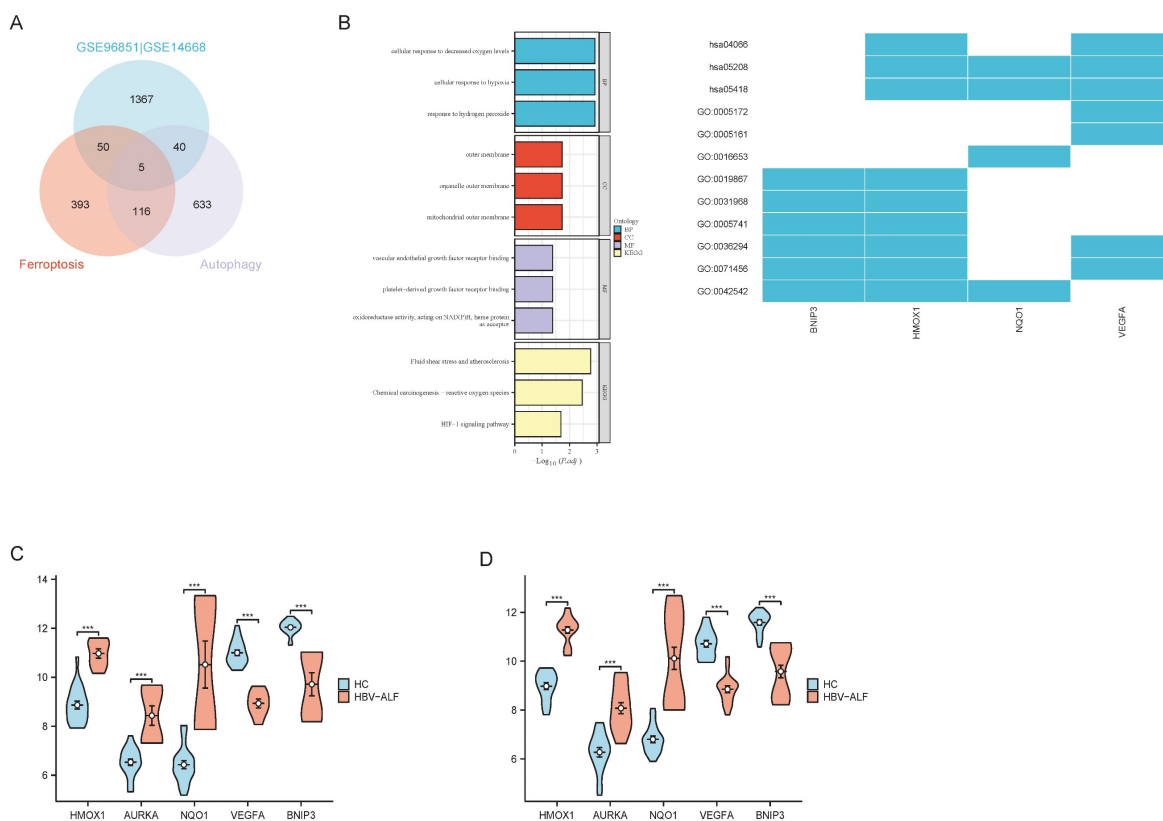 A
GSE96851|GSE14668
1367
50
40
5
393
116
633
Ferroptosis
Autophagy
B
cellular response to decreased oxygen levels
cellular response to hypoxia
response to hydrogen peroxide
BP
outer membrane
organelle outer membrane
mitochondrial outer membrane
CC
vascular endothelial growth factor receptor binding
platelet-derived growth factor receptor binding
oxidoreductase activity, acting on NAD(P)H, heme protein
as acceptor
MF
Fluid shear stress and atherosclerosis
Chemical carcinogenesis − reactive oxygen species
HIF−1 signaling pathway
KEGG
0 1 2 3
−Log10 (P.adj)
Ontology
BP
CC
MF
KEGG
hsa04066
hsa05208
hsa05418
GO:0005172
GO:0005161
GO:0016653
GO:0019867
GO:0031968
GO:0005741
GO:0036294
GO:0071456
GO:0042542
BNIP3
HMOX1
NQO1
VEGFA
C
14
12
10
8
6
*** *** *** *** ***
HC
HBV−ALF
HMOX1 AURKA NQO1 VEGFA BNIP3
D
12
10
8
6
*** *** *** *** ***
HC
HBV−ALF
HMOX1 AURKA NQO1 VEGFA BNIP3